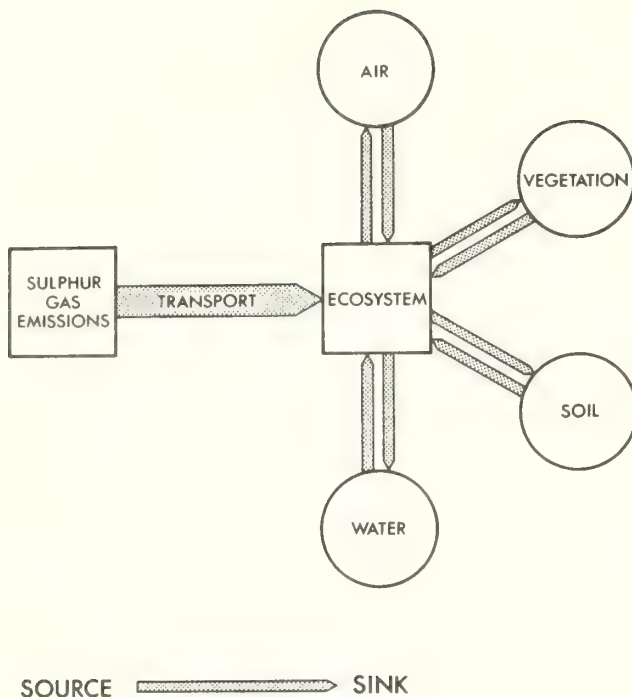 AIR
VEGETATION
SULPHUR
GAS
EMISSIONS
TRANSPORT
ECOSYSTEM
SOIL
WATER
SOURCE SINK